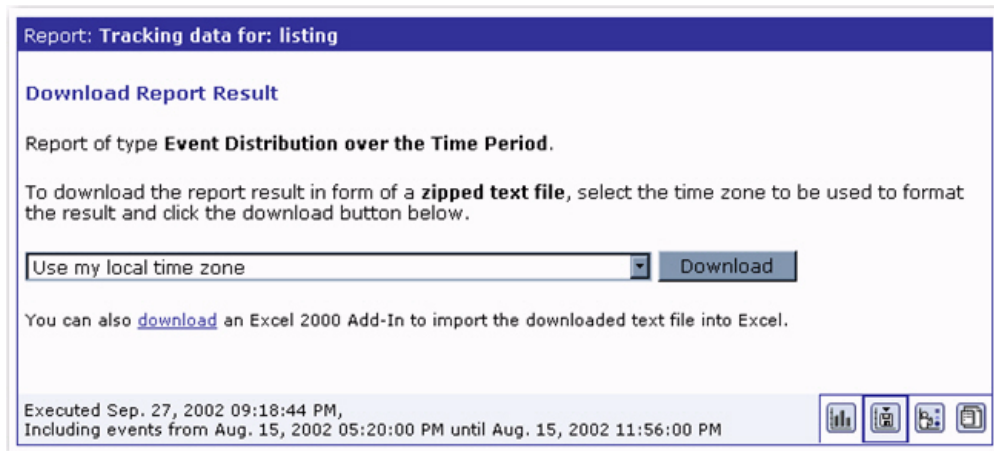 Report: Tracking data for: listing
Download Report Result
Report of type Event Distribution over the Time Period.
To download the report result in form of a zipped text file, select the time zone to be used to format
the result and click the download button below.
Use my local time zone
Download
You can also download an Excel 2000 Add-In to import the downloaded text file into Excel.
Executed Sep. 27, 2002 09:18:44 PM,
Including events from Aug. 15, 2002 05:20:00 PM until Aug. 15, 2002 11:56:00 PM